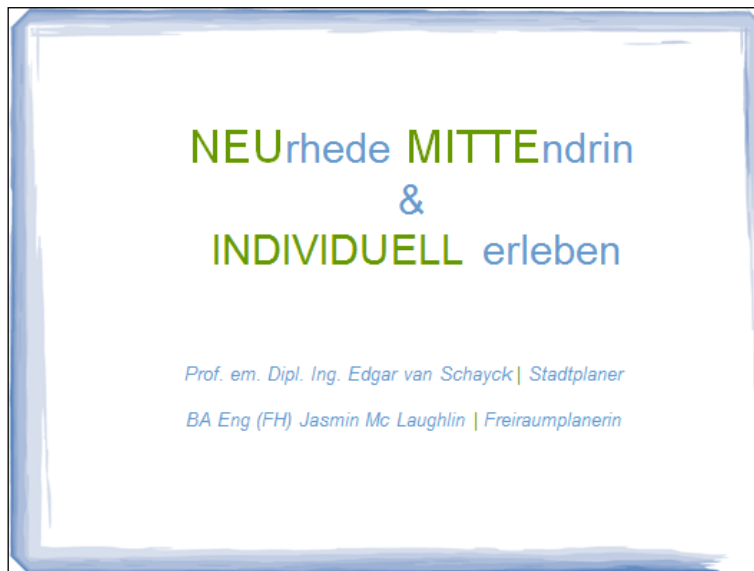 NEUrhede MITTEndrin
&
INDIVIDUELL erleben
Prof. em. Dipl. Ing. Edgar van Schayck | Stadtplaner
BA Eng (FH) Jasmin Mc Laughlin | Freiraumplanerin